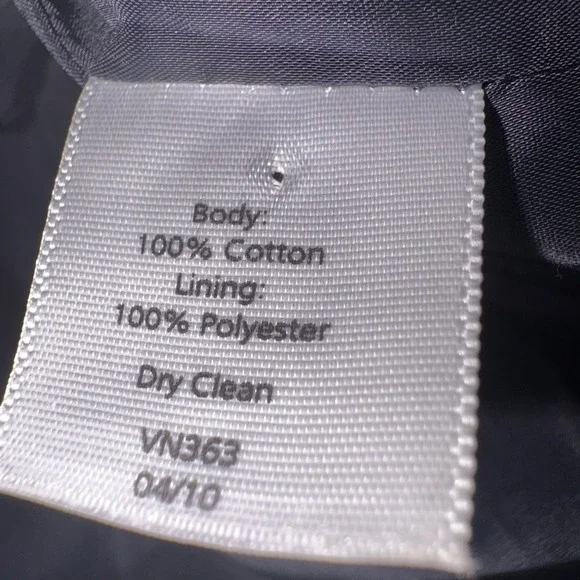 Body:
100% Cotton
Lining:
100% Polyester
Dry Clean
VN363
04/10